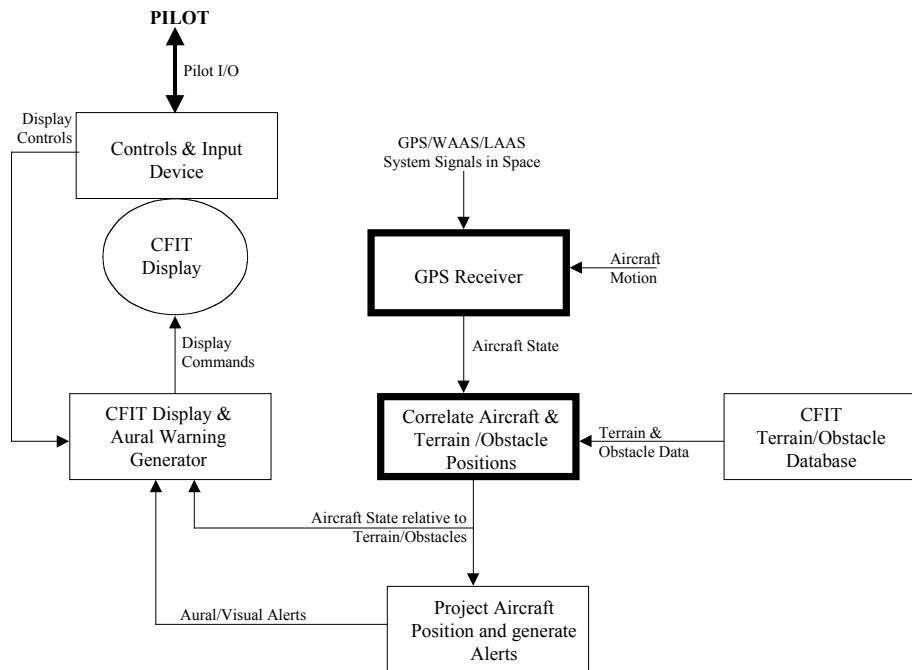 PILOT
Pilot I/O
Display
Controls
Controls & Input
Device
GPS/WAAS/LAAS
System Signals in Space
CFIT
Display
GPS Receiver
Aircraft
Motion
Display
Commands
Aircraft State
CFIT Display &
Aural Warning
Generator
Correlate Aircraft &
Terrain /Obstacle
Positions
Terrain &
Obstacle Data
CFIT
Terrain/Obstacle
Database
Aircraft State relative to
Terrain/Obstacles
Aural/Visual Alerts
Project Aircraft
Position and generate
Alerts